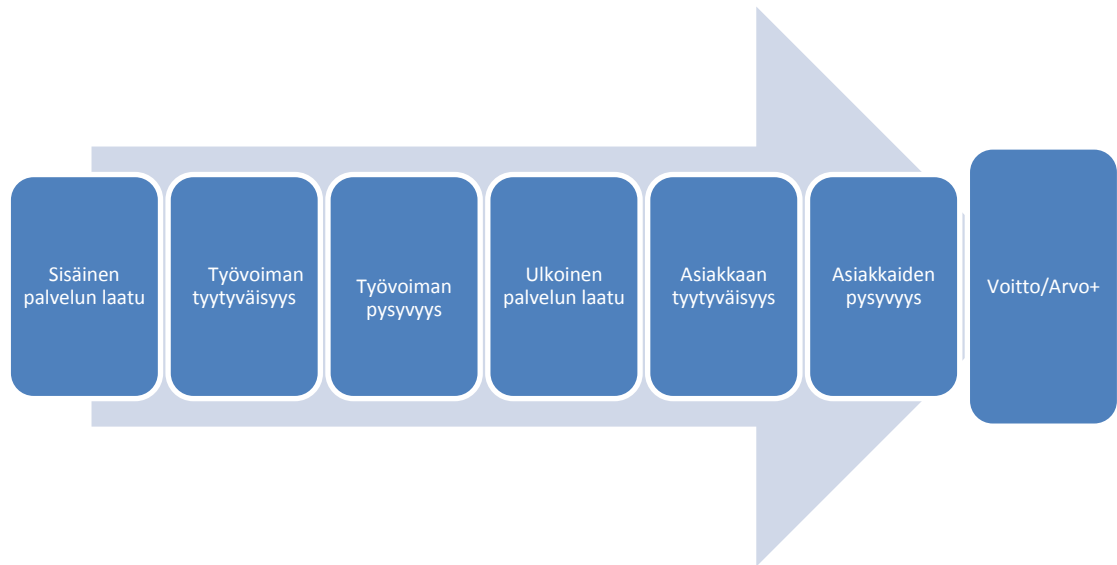 Sisäinen
palvelun laatu
Työvoiman
tyytyväisyys
Työvoiman
pysyvyys
Ulkoinen
palvelun laatu
Asiakkaan
tyytyväisyys
Asiakkaiden
pysyvyys
Voitto/Arvo+